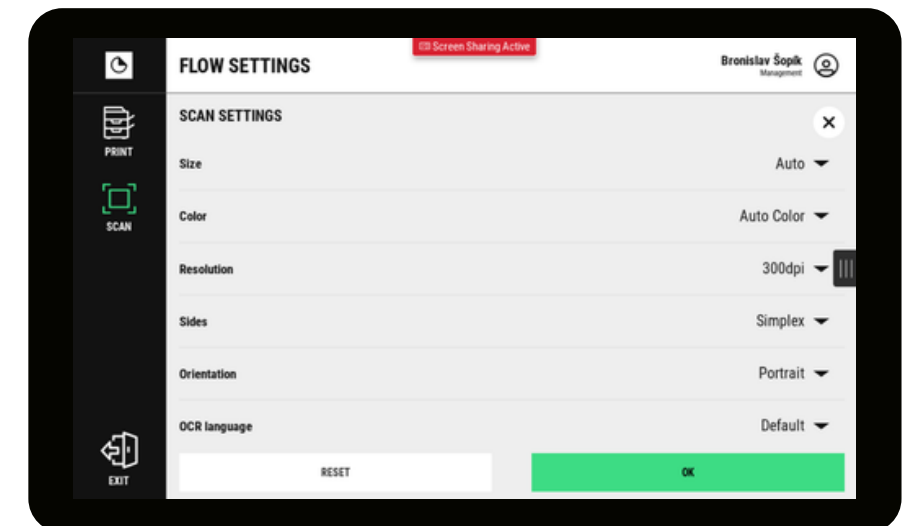 Screen Sharing Active
FLOW SETTINGS
Bronislav Šopík
Management
PRINT
SCAN
EXIT
SCAN SETTINGS
Size Auto
Color Auto Color
Resolution 300dpi
Sides Simplex
Orientation Portrait
OCR language Default
RESET
OK